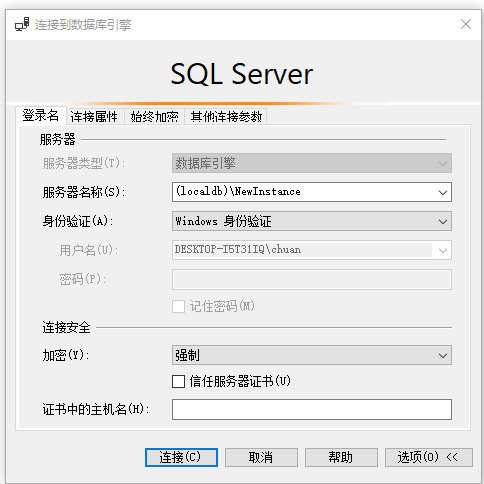 连接到数据库引擎
SQL Server
登录名 连接属性 始终加密 其他连接参数
服务器
服务器类型(T): 数据库引擎
服务器名称(S): (localdb)\NewInstance
身份验证(A): Windows 身份验证
用户名(U): DESKTOP-I5T31IQ\chuan
密码(P):
记住密码(M)
连接安全
加密(Y): 强制
信任服务器证书(U)
证书中的主机名(H):
连接(C) 取消 帮助 选项(O) <<